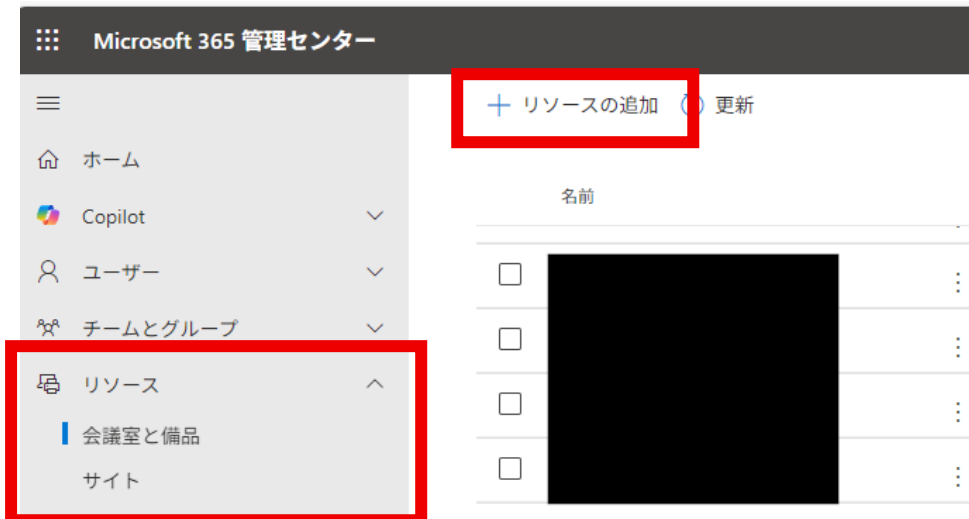 Microsoft 365 管理センター
リソースの追加 更新
ホーム
名前
Copilot
ユーザー
チームとグループ
リソース
会議室と備品
サイト